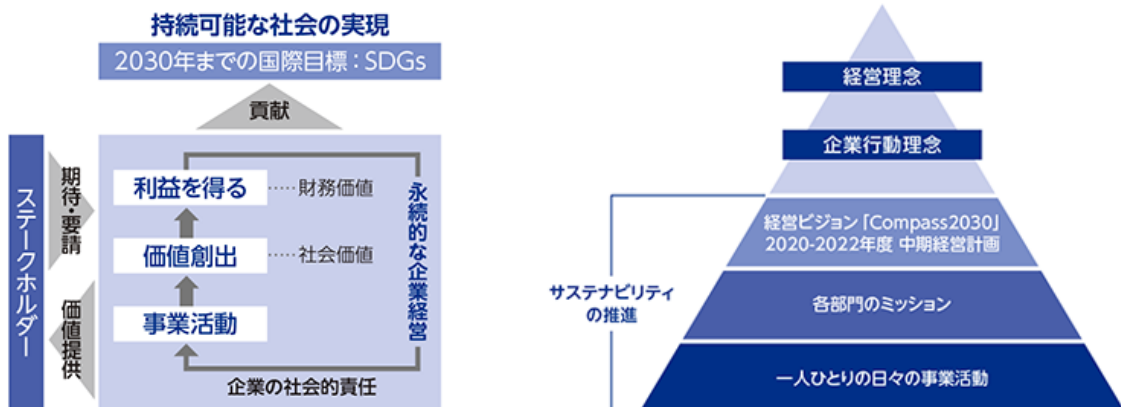 持続可能な社会の実現
2030年までの国際目標：SDGs
貢献
ステークホルダー
期待・要請
価値提供
利益を得る
財務価値
価値創出
社会価値
事業活動
永続的な企業経営
企業の社会的責任
経営理念
企業行動理念
経営ビジョン「Compass2030」
2020-2022年度 中期経営計画
サステナビリティ
の推進
各部門のミッション
一人ひとりの日々の事業活動